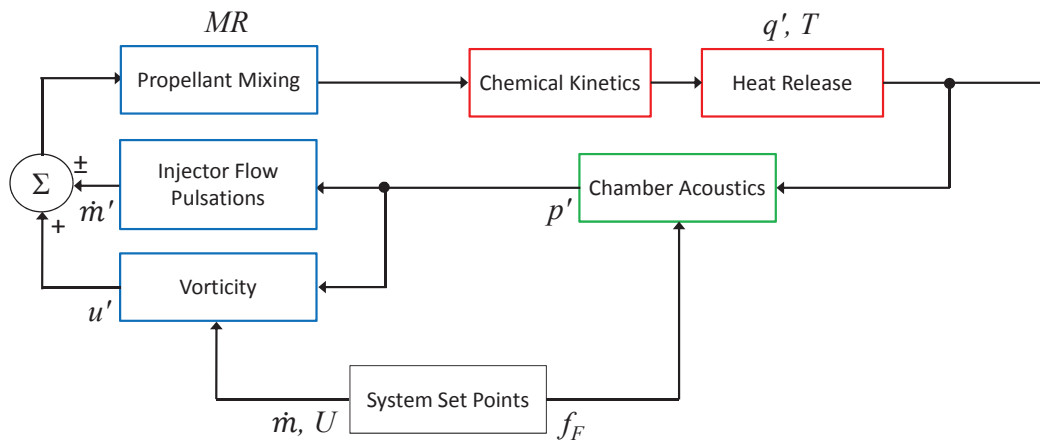 MR
q′, T
Propellant Mixing
Chemical Kinetics
Heat Release
Σ
±
ṁ′
Injector Flow
Pulsations
p′
Chamber Acoustics
+
u′
Vorticity
System Set Points
ṁ, U
f_F